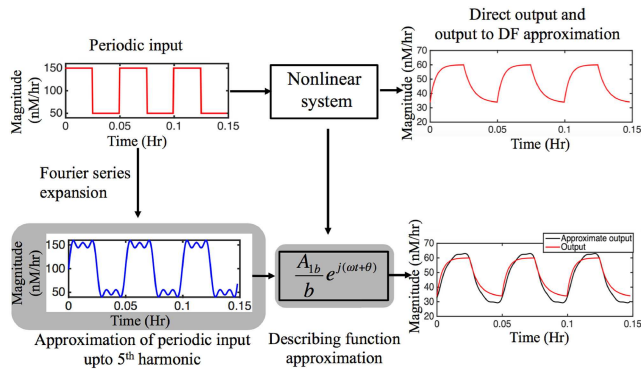 Periodic input
Magnitude
(nM/hr)
150
100
50
0
0.05
0.1
0.15
Time (Hr)
Nonlinear
system
Direct output and
output to DF approximation
Magnitude (nM/hr)
70
60
50
40
30
20
0
0.05
0.1
0.15
Time (Hr)
Fourier series
expansion
Magnitude
(nM/hr)
150
100
50
0
0.05
0.1
0.15
Time (Hr)
Approximation of periodic input
upto 5th harmonic
A1b/b e^j(ωt+θ)
Describing function
approximation
Magnitude (nM/hr)
70
60
50
40
30
20
10
0
0.05
0.1
0.15
Time (Hr)
Approximate output
Output